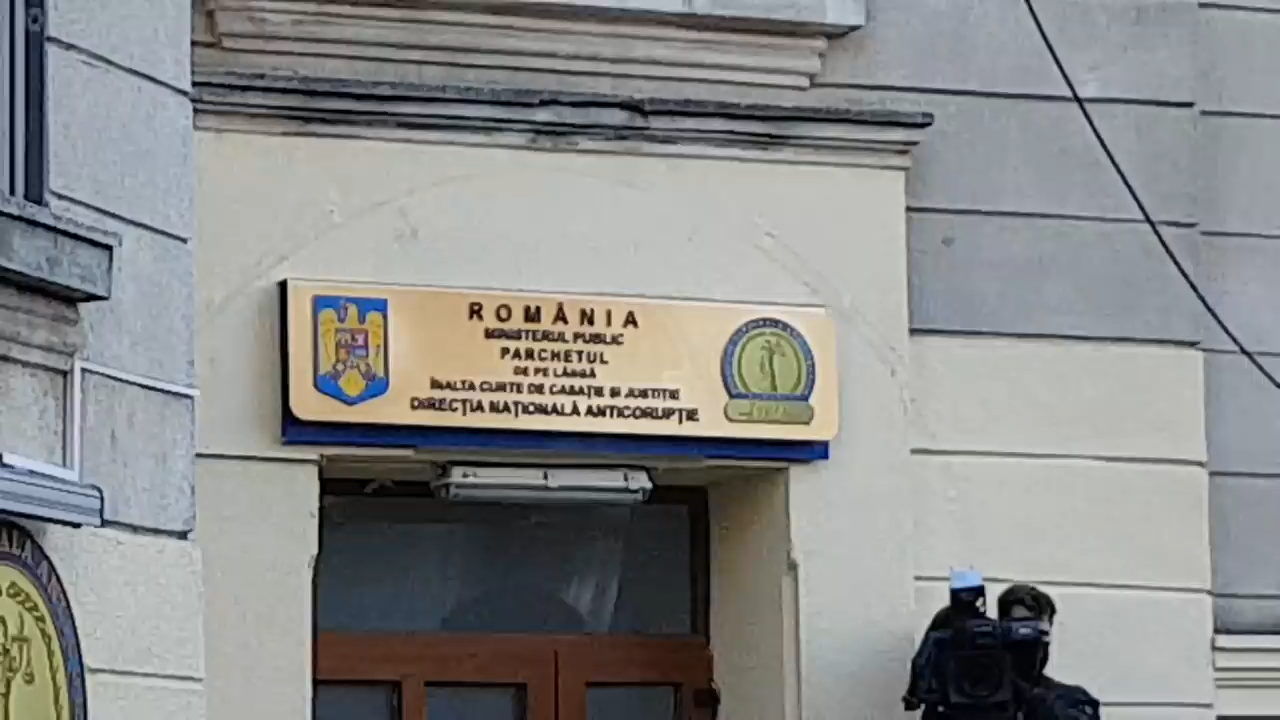 ROMÂNIA
MINISTERUL PUBLIC
PARCHETUL
DE PE LÂNGĂ
ÎNALTA CURTE DE CASAȚIE ȘI JUSTIȚIE
DIRECȚIA NAȚIONALĂ ANTICORUPȚIE